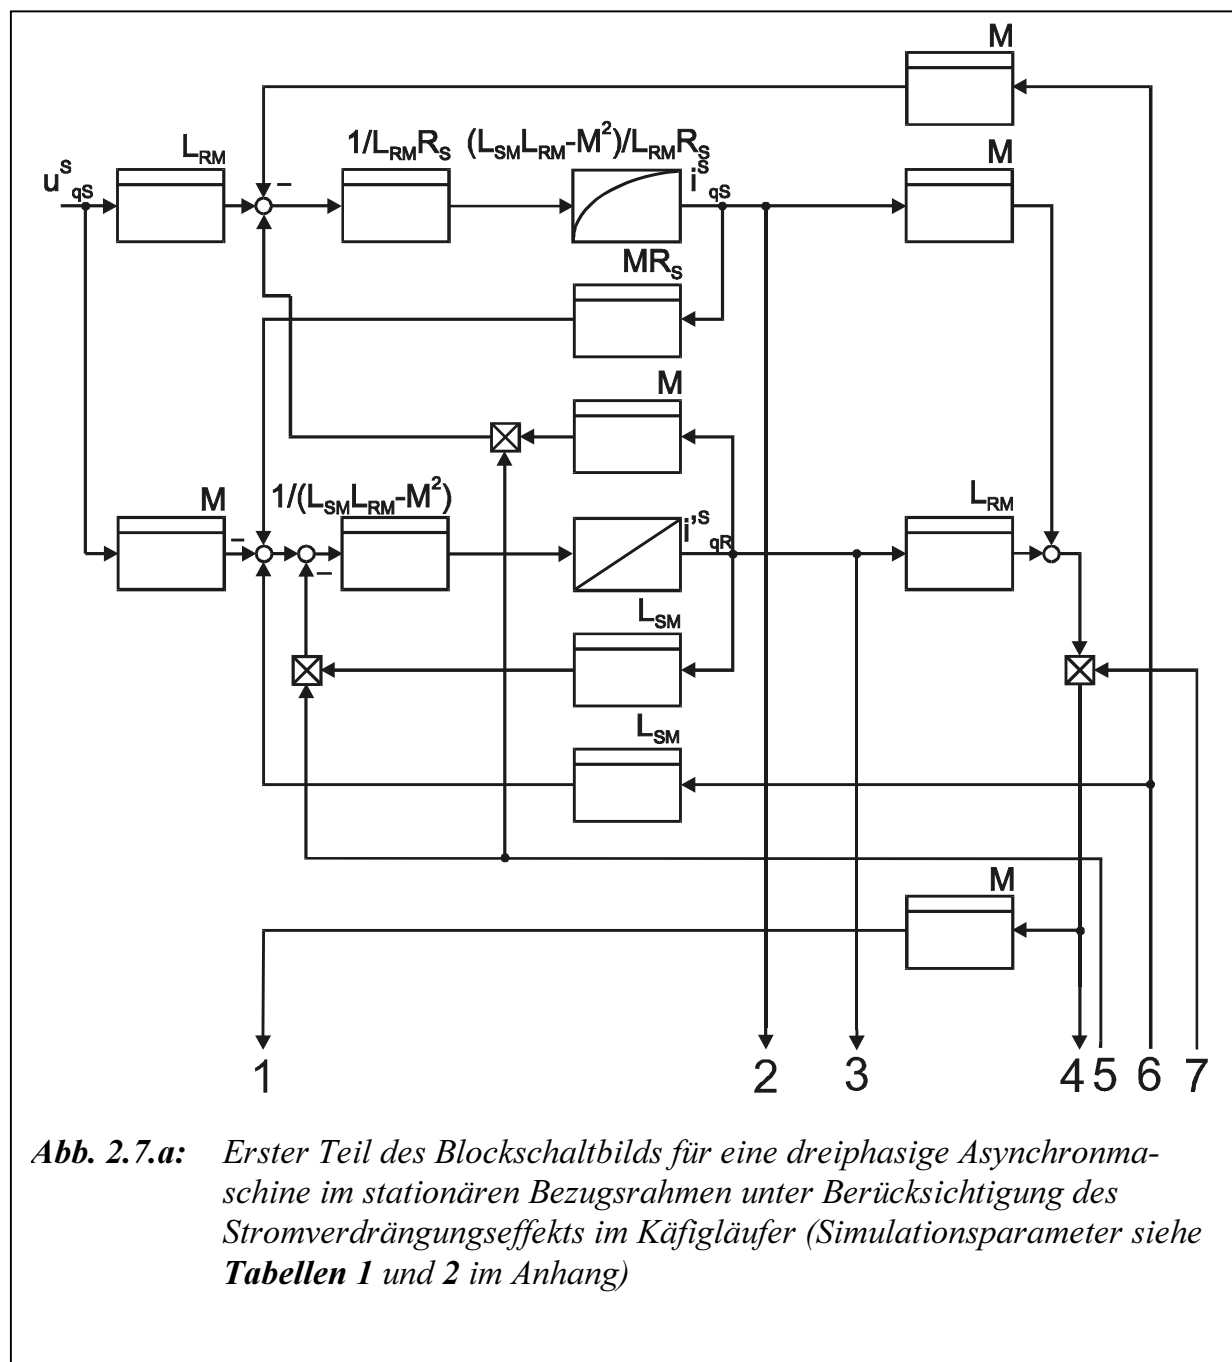 M
1/L_RM R_S (L_SM L_RM-M²)/L_RM R_S
L_RM
M
u^S_qS
i^S_qS
MR_S
M
1/(L_SM L_RM-M²)
L_RM
M
i'^S_qR
L_SM
L_SM
M
1 2 3 4 5 6 7
Abb. 2.7.a: Erster Teil des Blockschaltbilds für eine dreiphasige Asynchronma-
schine im stationären Bezugsrahmen unter Berücksichtigung des
Stromverdrängungseffekts im Käfigläufer (Simulationsparameter siehe
Tabellen 1 und 2 im Anhang)